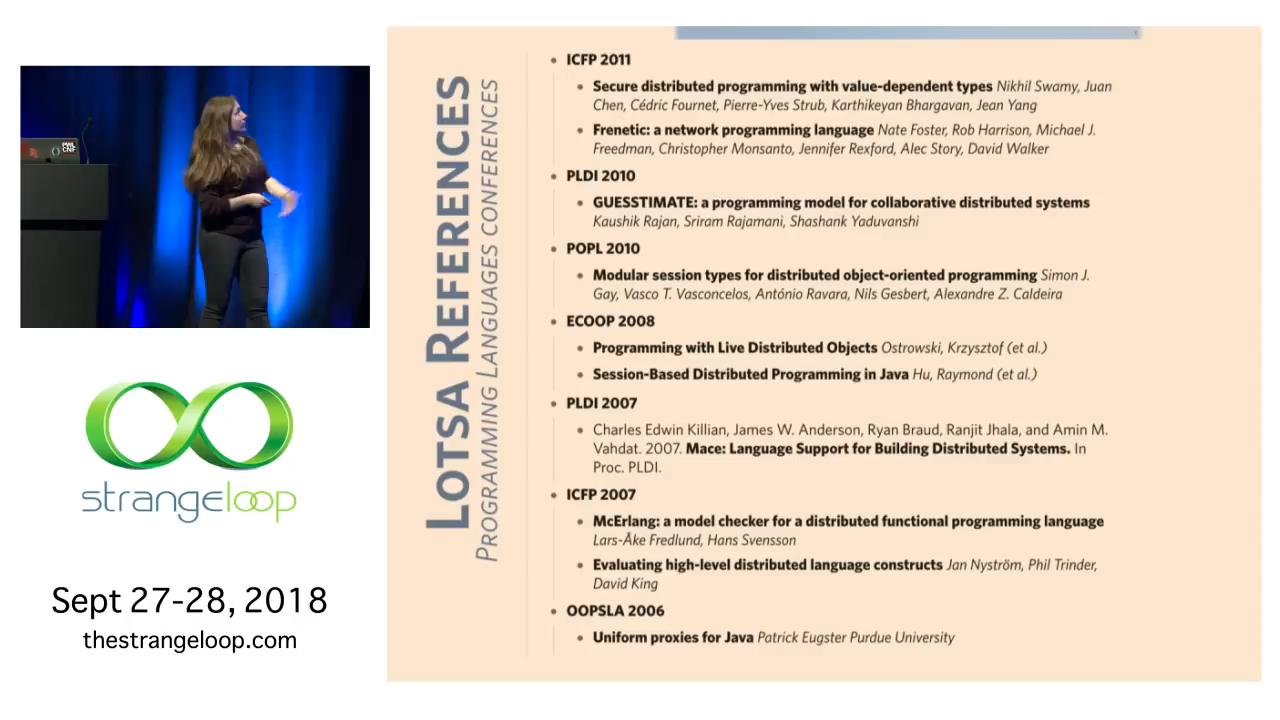 LOTSA REFERENCES
PROGRAMMING LANGUAGES CONFERENCES
• ICFP 2011
• Secure distributed programming with value-dependent types Nikhil Swamy, Juan
Chen, Cédric Fournet, Pierre-Yves Strub, Karthikeyan Bhargavan, Jean Yang
• Frenetic: a network programming language Nate Foster, Rob Harrison, Michael J.
Freedman, Christopher Monsanto, Jennifer Rexford, Alec Story, David Walker
• PLDI 2010
• GUESSTIMATE: a programming model for collaborative distributed systems
Kaushik Rajan, Sriram Rajamani, Shashank Yaduvanshi
• POPL 2010
• Modular session types for distributed object-oriented programming Simon J.
Gay, Vasco T. Vasconcelos, António Ravara, Nils Gesbert, Alexandre Z. Caldeira
• ECOOP 2008
• Programming with Live Distributed Objects Ostrowski, Krzysztof (et al.)
• Session-Based Distributed Programming in Java Hu, Raymond (et al.)
• PLDI 2007
• Charles Edwin Killian, James W. Anderson, Ryan Braud, Ranjit Jhala, and Amin M.
Vahdat. 2007. Mace: Language Support for Building Distributed Systems. In
Proc. PLDI.
• ICFP 2007
• McErlang: a model checker for a distributed functional programming language
Lars-Åke Fredlund, Hans Svensson
• Evaluating high-level distributed language constructs Jan Nyström, Phil Trinder,
David King
• OOPSLA 2006
• Uniform proxies for Java Patrick Eugster Purdue University
PWL
CNF
strangeloop
Sept 27-28, 2018
thestrangeloop.com